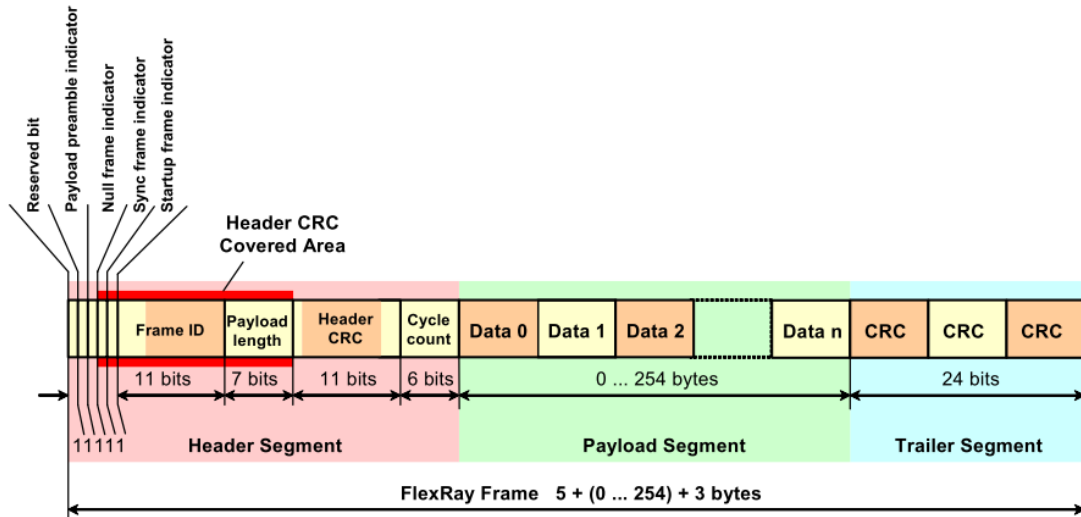 Reserved bit
Payload preamble indicator
Null frame indicator
Sync frame indicator
Startup frame indicator
Header CRC
Covered Area
Frame ID
Payload
length
Header
CRC
Cycle
count
Data 0
Data 1
Data 2
Data n
CRC
CRC
CRC
11 bits
7 bits
11 bits
6 bits
0 ... 254 bytes
24 bits
11111
Header Segment
Payload Segment
Trailer Segment
FlexRay Frame 5 + (0 ... 254) + 3 bytes